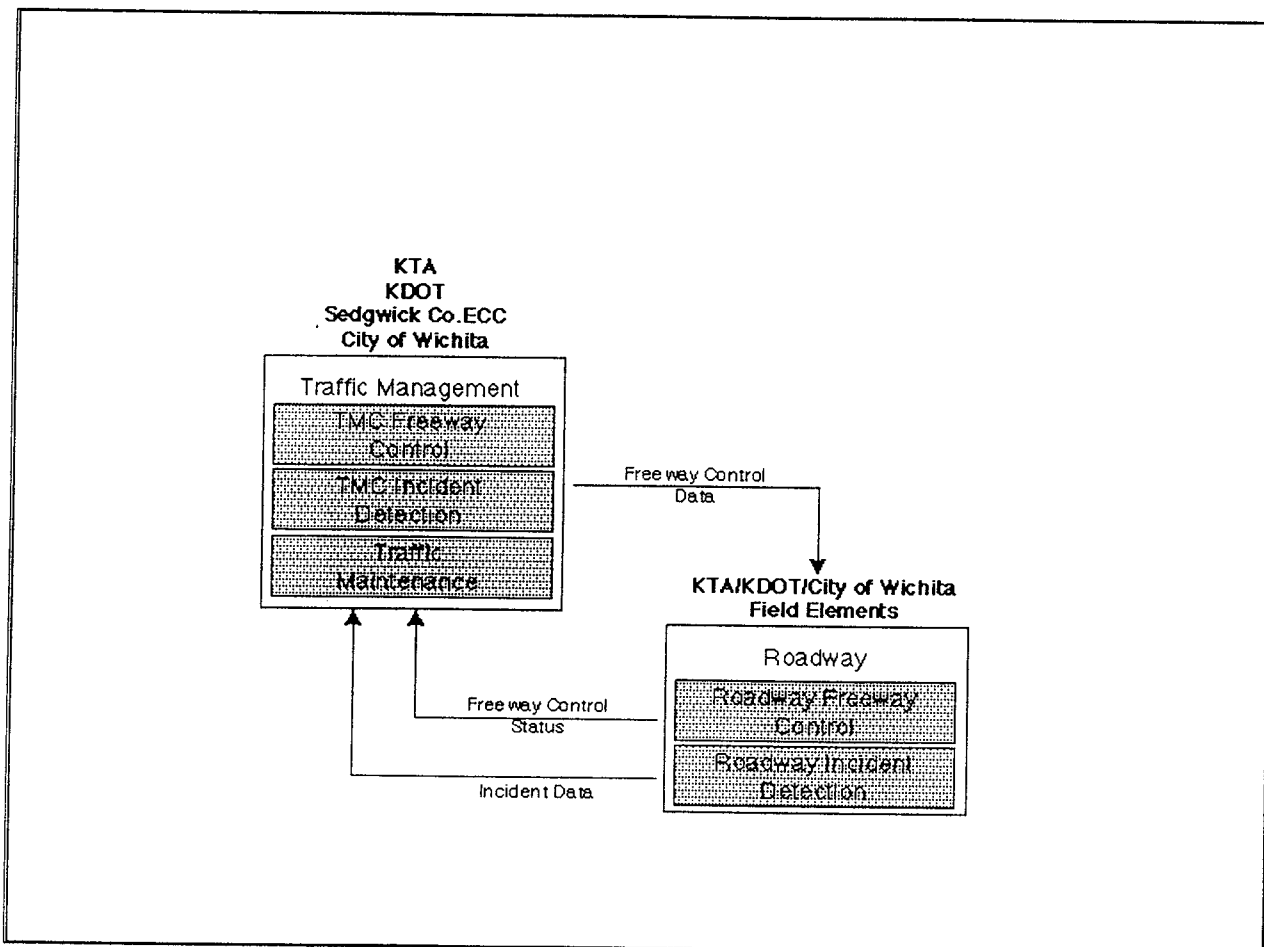 KTA
KDOT
Sedgwick Co.ECC
City of Wichita
Traffic Management
TMC Freeway
Control
TMC Incident
Detection
Traffic
Maintenance
Freeway Control
Data
KTA/KDOT/City of Wichita
Field Elements
Roadway
Roadway Freeway
Control
Roadway Incident
Detection
Freeway Control
Status
Incident Data